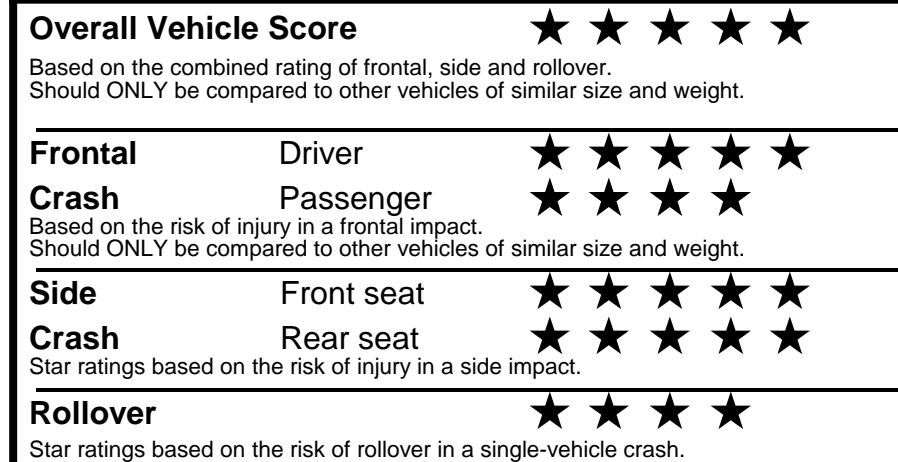 Overall Vehicle Score ★ ★ ★ ★ ★
Based on the combined rating of frontal, side and rollover.
Should ONLY be compared to other vehicles of similar size and weight.
Frontal Driver ★ ★ ★ ★ ★
Crash Passenger ★ ★ ★ ★
Based on the risk of injury in a frontal impact.
Should ONLY be compared to other vehicles of similar size and weight.
Side Front seat ★ ★ ★ ★ ★
Crash Rear seat ★ ★ ★ ★ ★
Star ratings based on the risk of injury in a side impact.
Rollover ★ ★ ★ ★
Star ratings based on the risk of rollover in a single-vehicle crash.